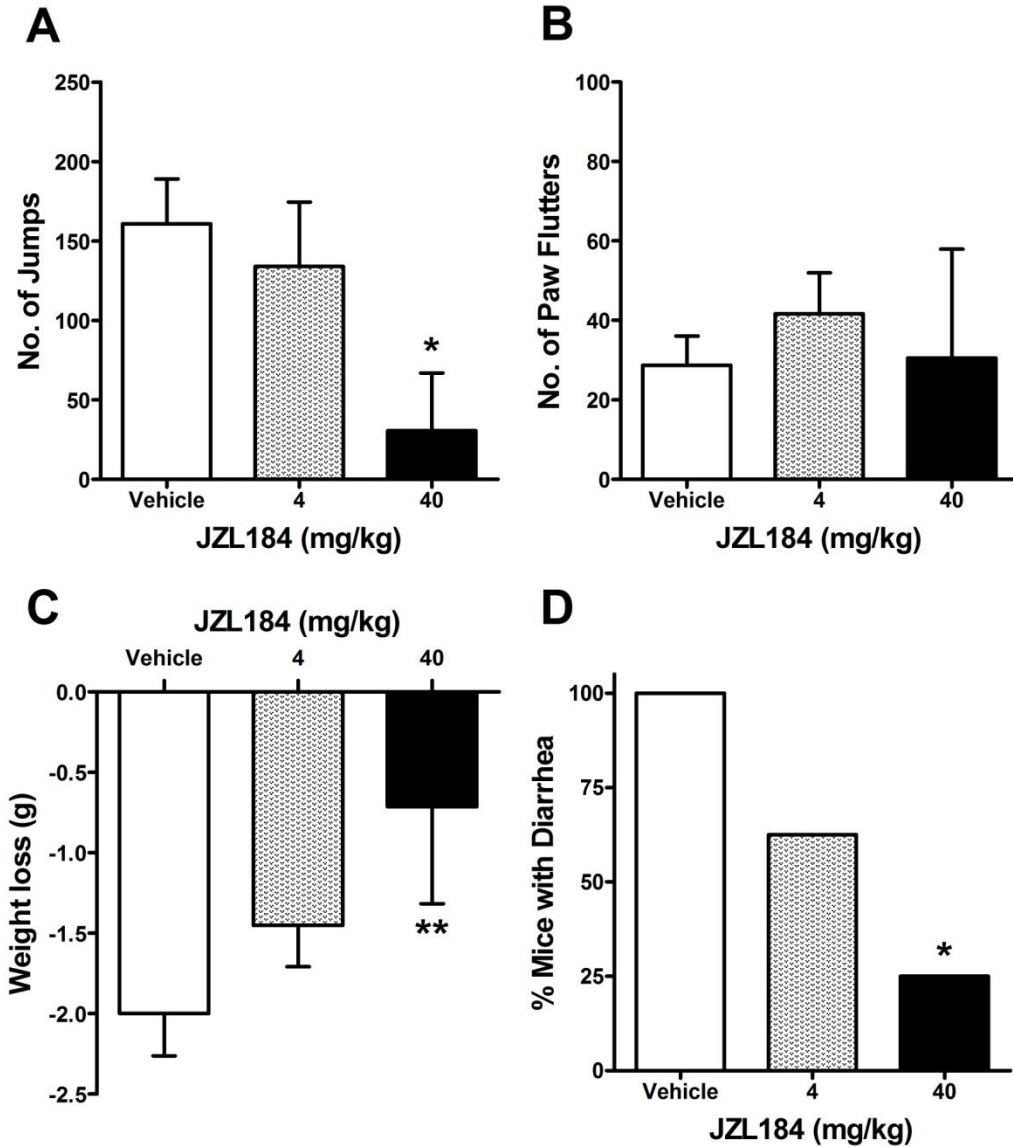 A
250
200
150
100
50
0
No. of Jumps
*
Vehicle 4 40
JZL184 (mg/kg)
B
100
80
60
40
20
0
No. of Paw Flutters
Vehicle 4 40
JZL184 (mg/kg)
C
JZL184 (mg/kg)
Vehicle 4 40
0.0
-0.5
-1.0
-1.5
-2.0
-2.5
Weight loss (g)
**
D
100
75
50
25
0
% Mice with Diarrhea
*
Vehicle 4 40
JZL184 (mg/kg)